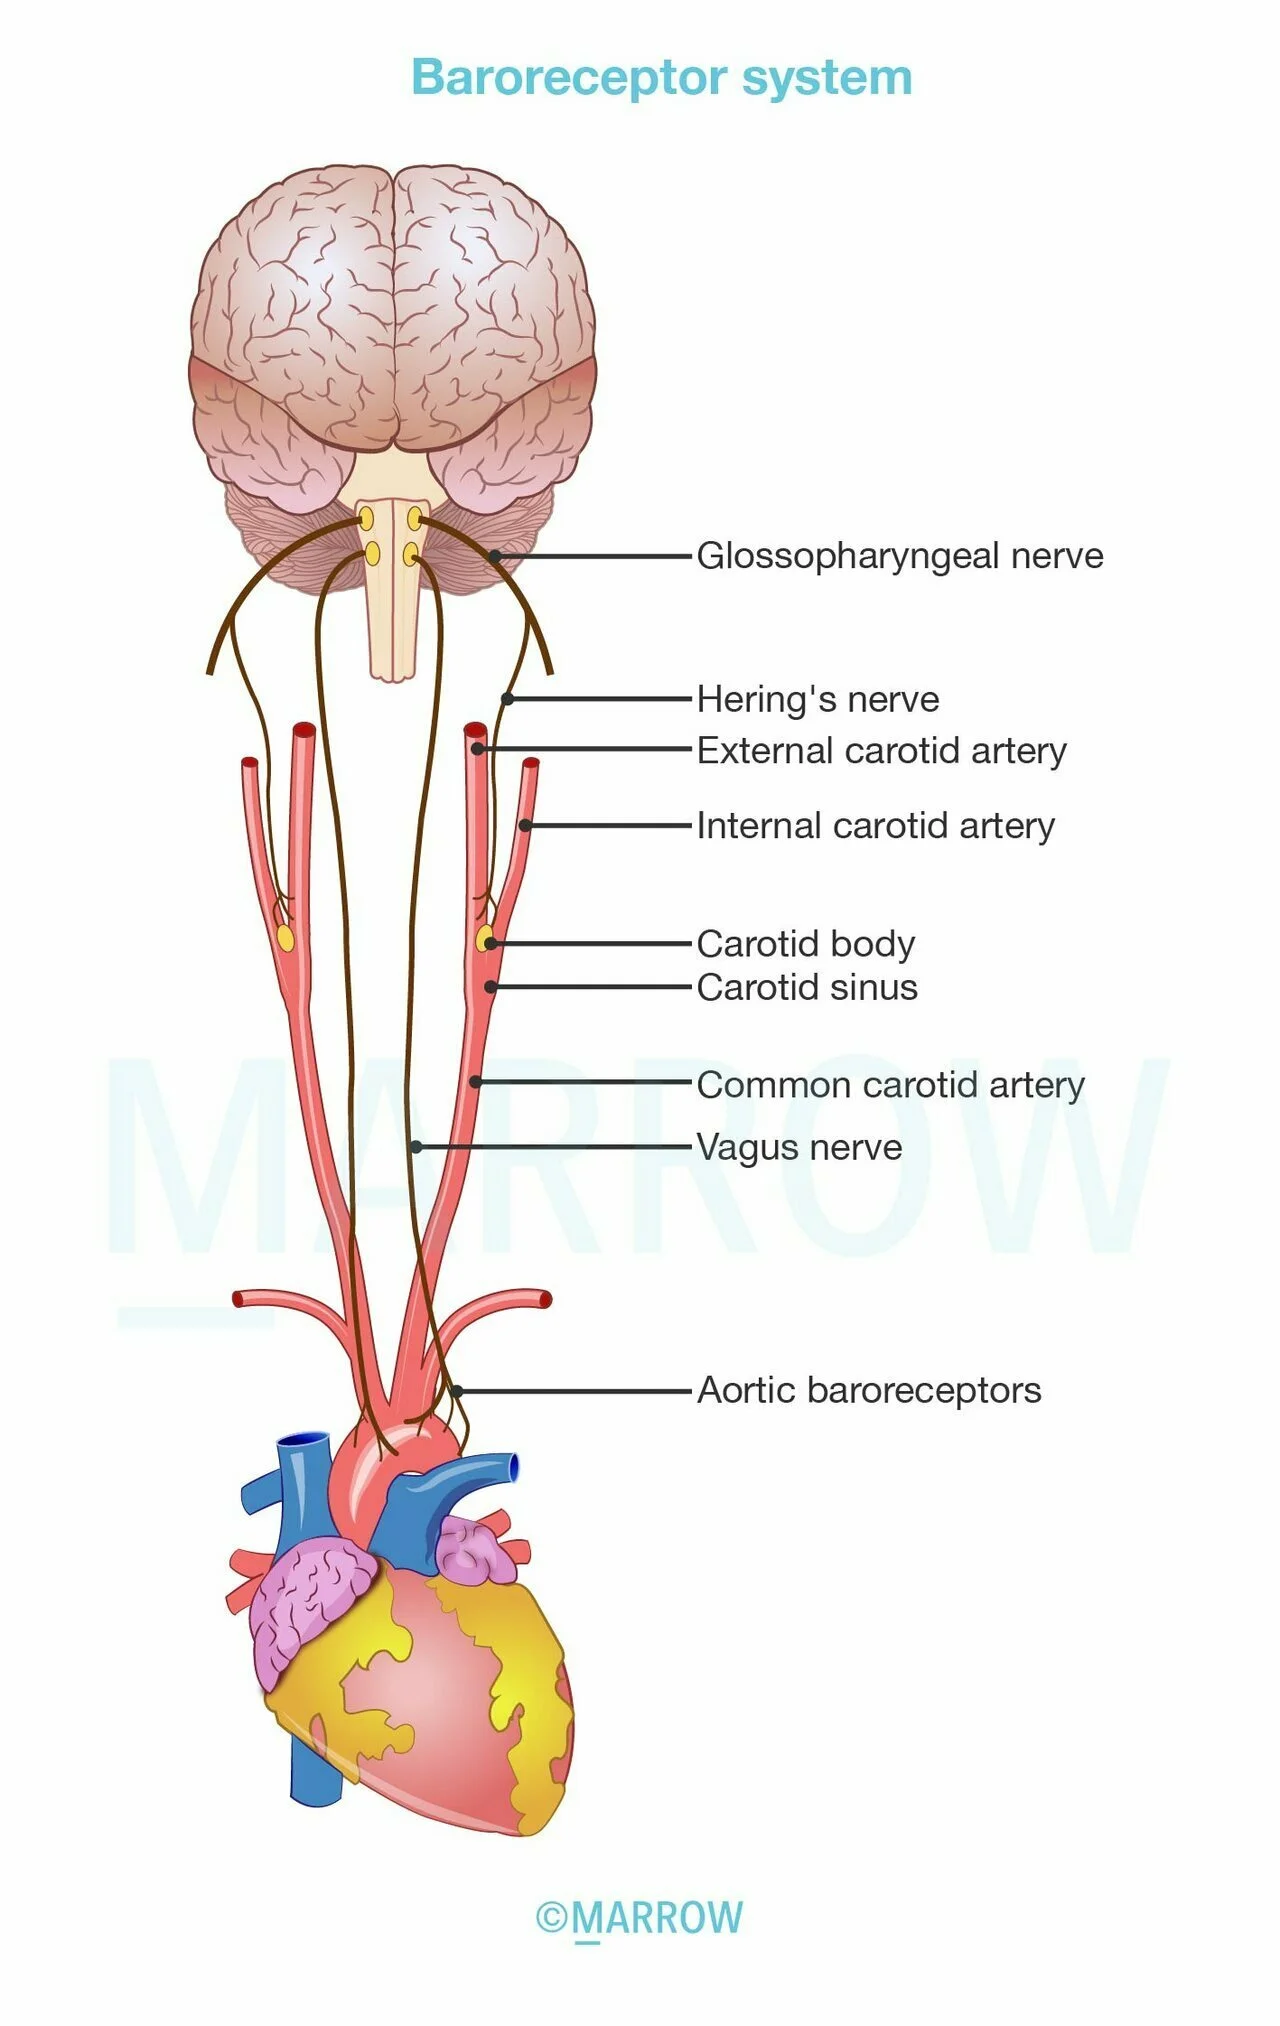 Baroreceptor system
Glossopharyngeal nerve
Hering's nerve
External carotid artery
Internal carotid artery
Carotid body
Carotid sinus
Common carotid artery
MARROW
Vagus nerve
Aortic baroreceptors
©MARROW